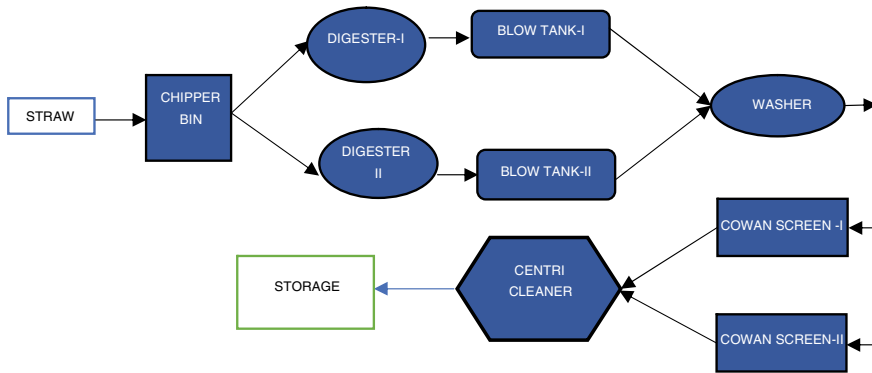 STRAW
CHIPPER
BIN
DIGESTER-I
BLOW TANK-I
DIGESTER
II
BLOW TANK-II
WASHER
COWAN SCREEN -I
COWAN SCREEN-II
CENTRI
CLEANER
STORAGE